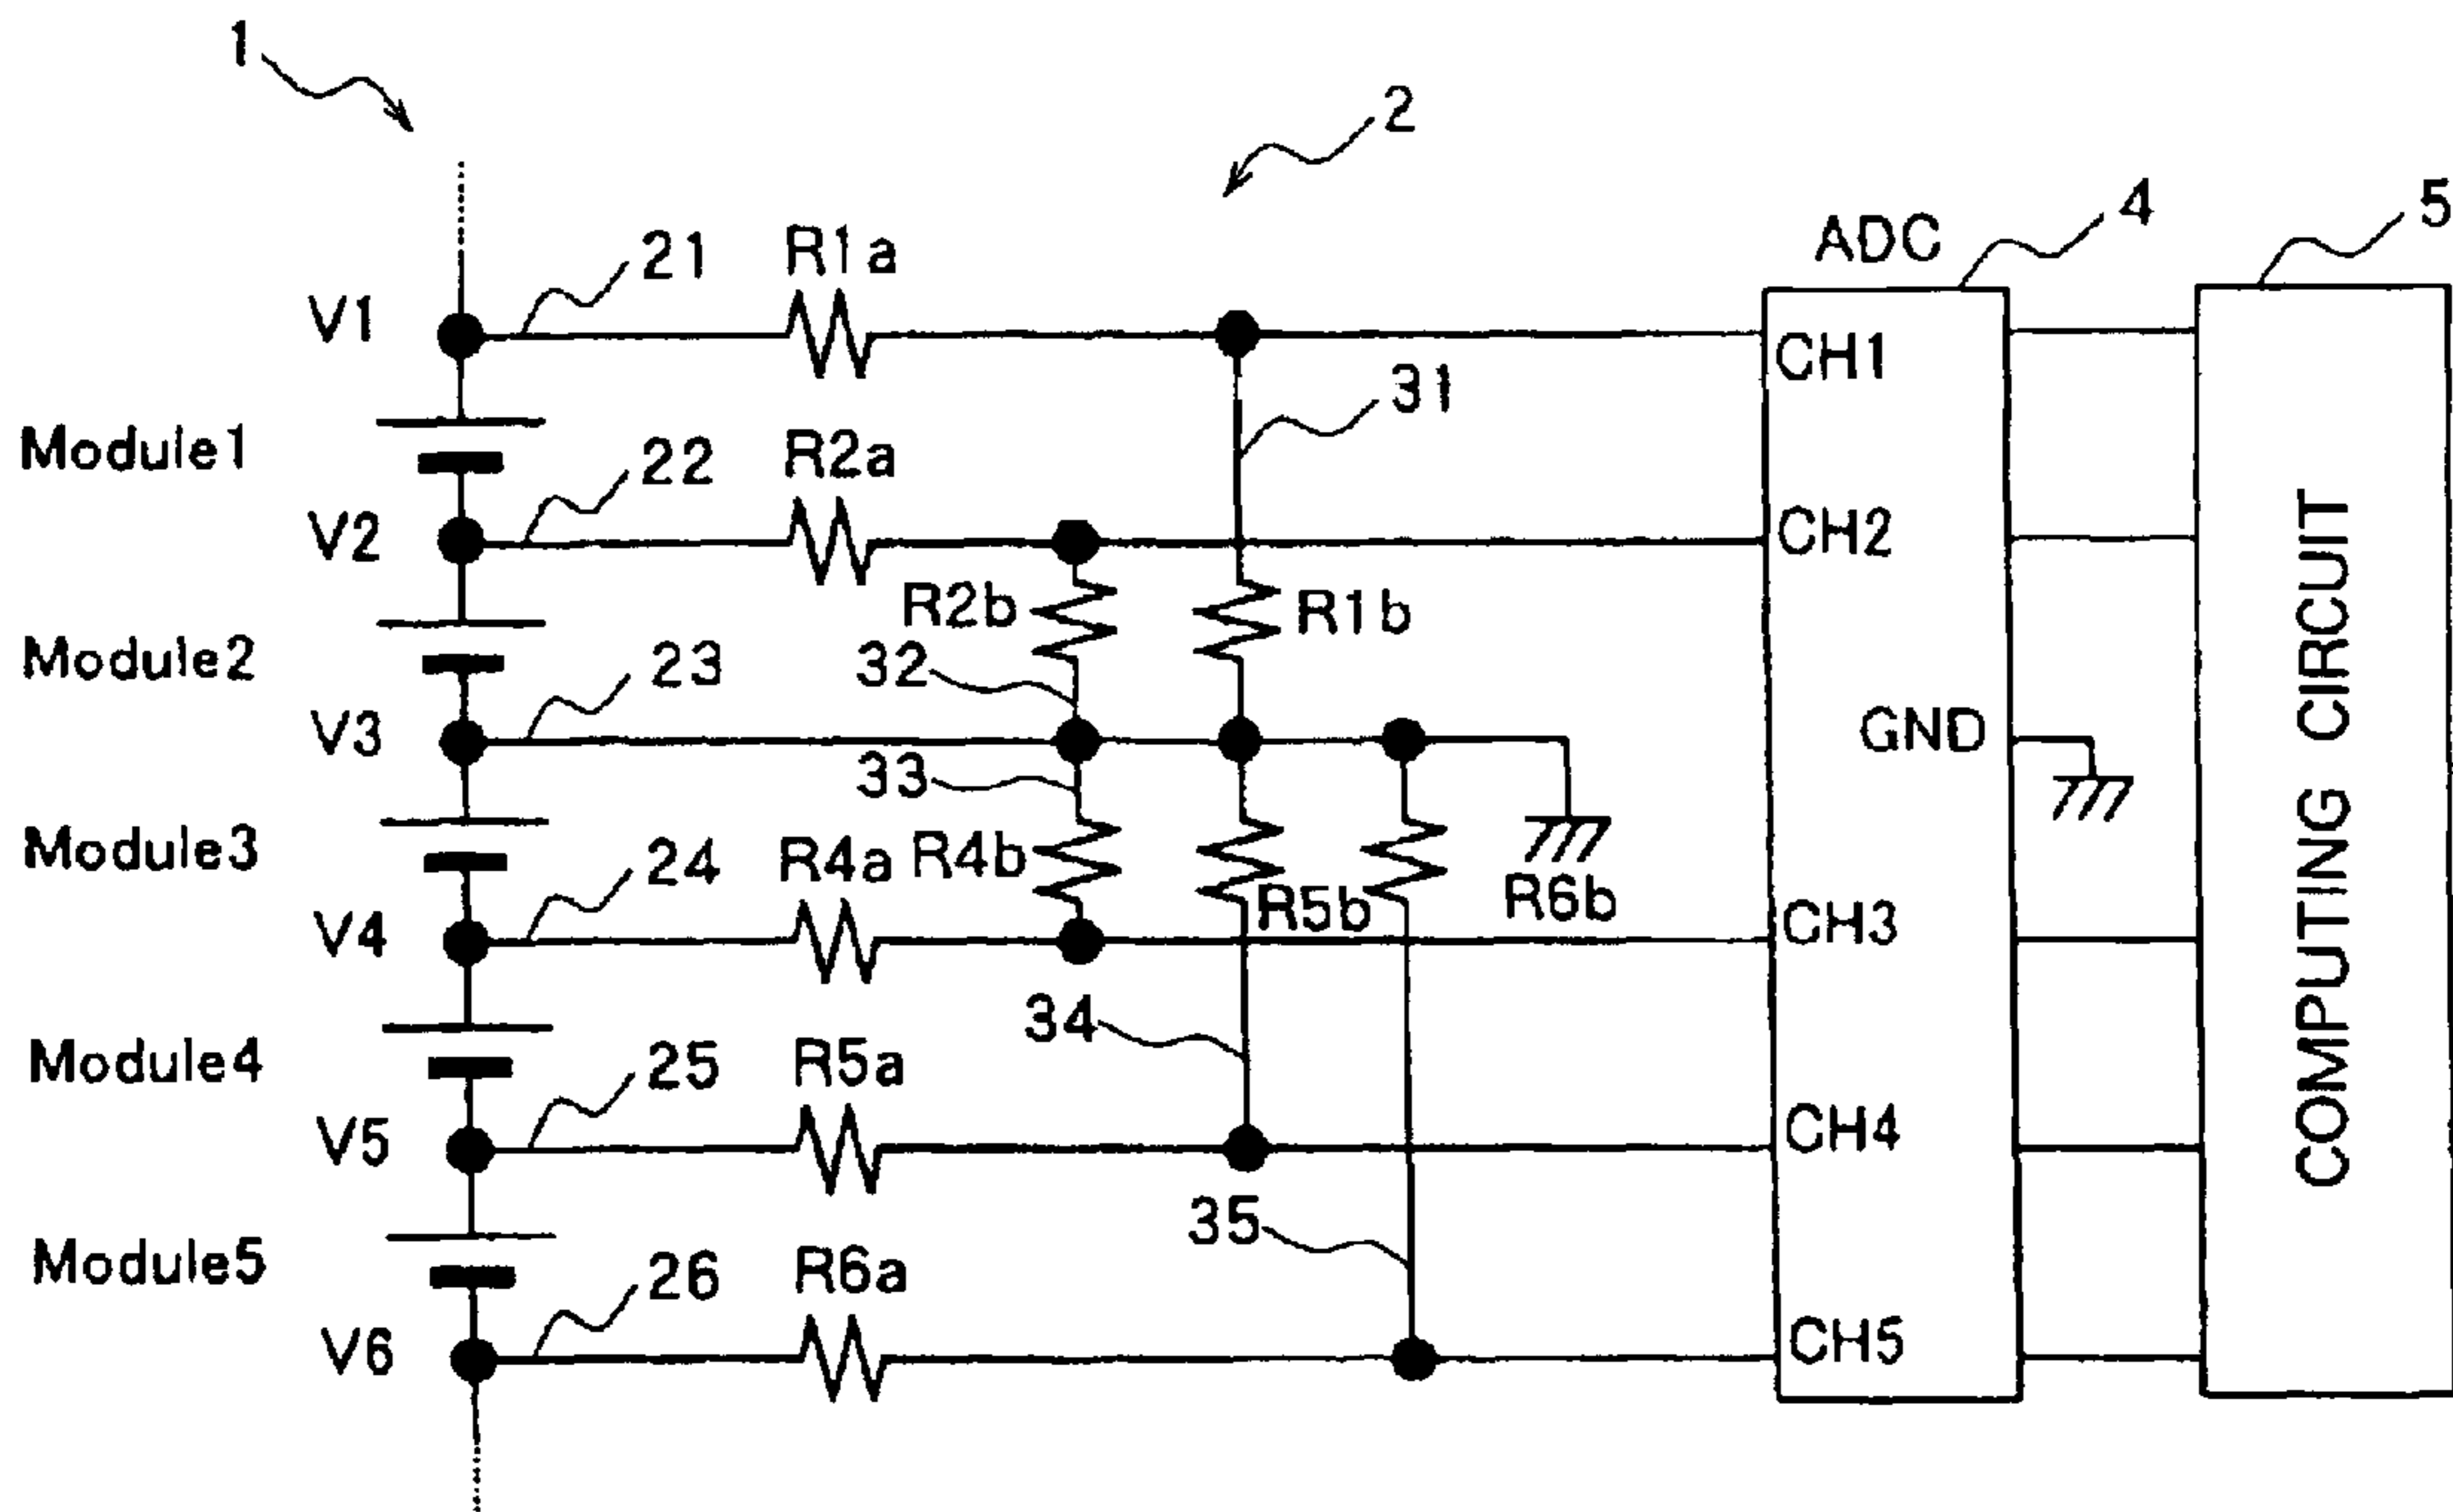 1
2
4
5
ADC
21
R1a
V1
CH1
31
Module1
22
R2a
V2
CH2
R2b
R1b
Module2
23
32
V3
GND
33
Module3
24
R4a
R4b
R5b
R6b
V4
CH3
34
Module4
25
R5a
V5
CH4
35
Module5
26
R6a
V6
CH5
COMPUTING CIRCUIT